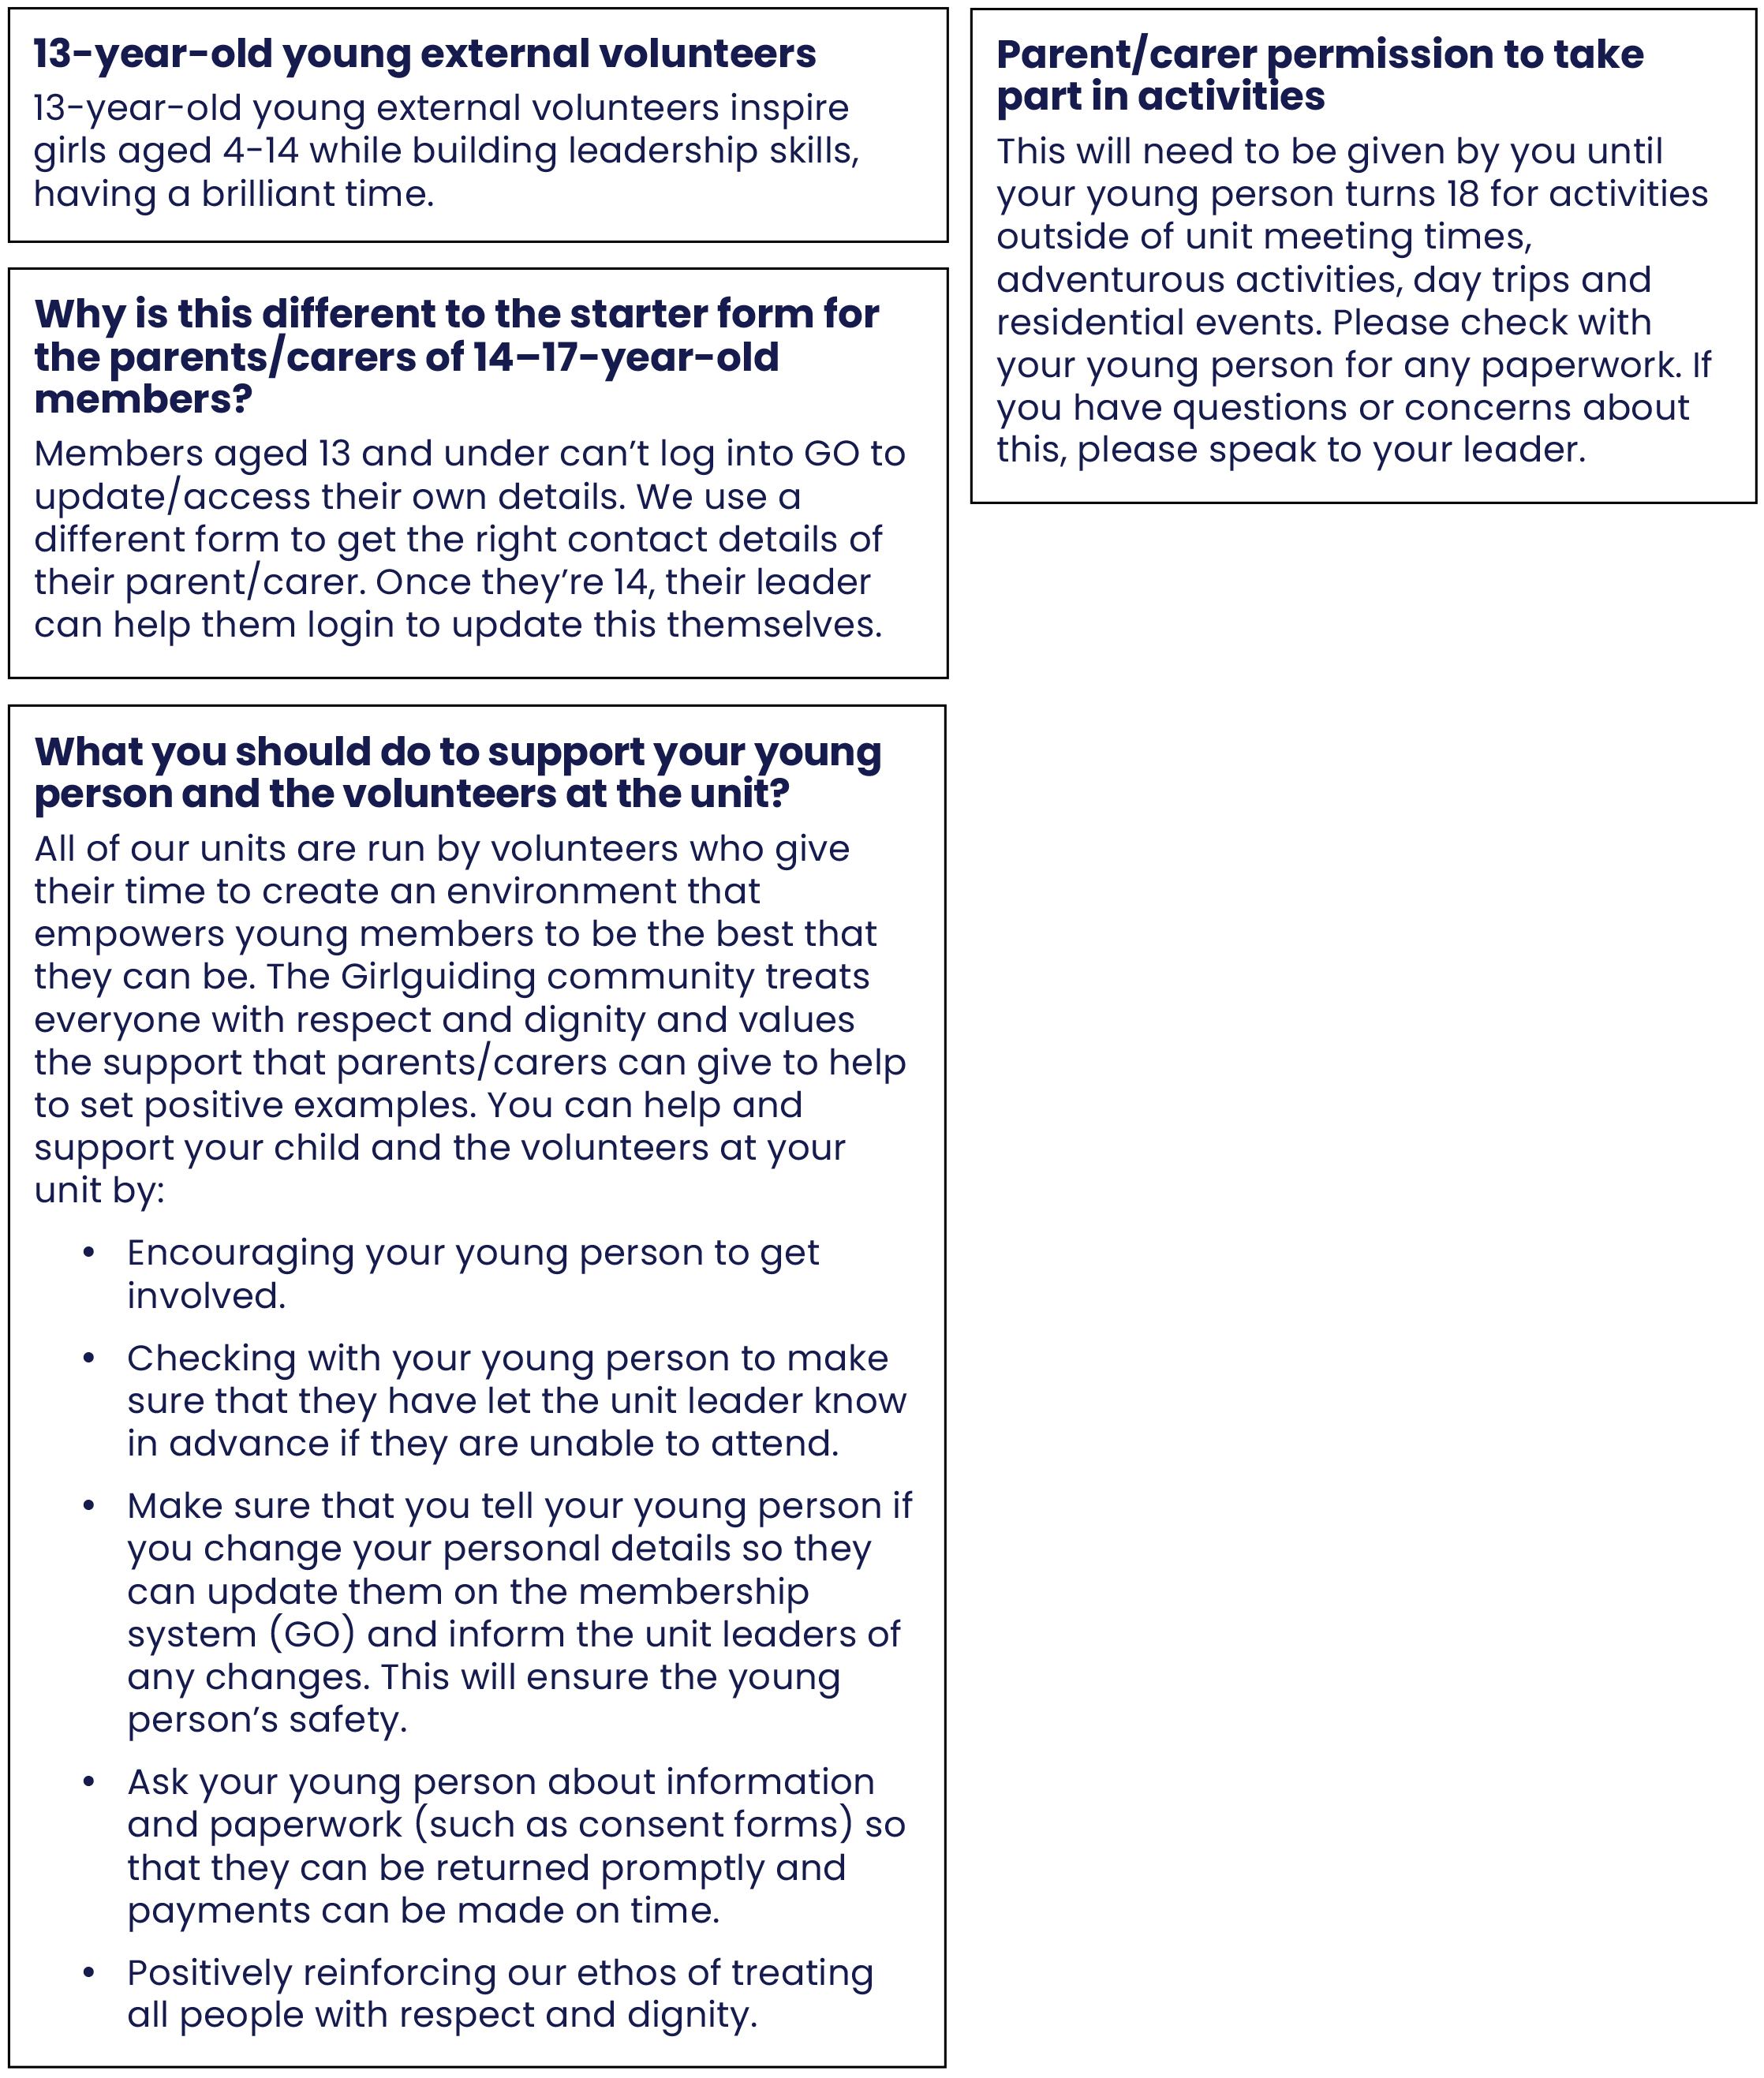 13-year-old young external volunteers
13-year-old young external volunteers inspire
girls aged 4-14 while building leadership skills,
having a brilliant time.
Why is this different to the starter form for
the parents/carers of 14–17-year-old
members?
Members aged 13 and under can’t log into GO to
update/access their own details. We use a
different form to get the right contact details of
their parent/carer. Once they’re 14, their leader
can help them login to update this themselves.
What you should do to support your young
person and the volunteers at the unit?
All of our units are run by volunteers who give
their time to create an environment that
empowers young members to be the best that
they can be. The Girlguiding community treats
everyone with respect and dignity and values
the support that parents/carers can give to help
to set positive examples. You can help and
support your child and the volunteers at your
unit by:
• Encouraging your young person to get
involved.
• Checking with your young person to make
sure that they have let the unit leader know
in advance if they are unable to attend.
• Make sure that you tell your young person if
you change your personal details so they
can update them on the membership
system (GO) and inform the unit leaders of
any changes. This will ensure the young
person’s safety.
• Ask your young person about information
and paperwork (such as consent forms) so
that they can be returned promptly and
payments can be made on time.
• Positively reinforcing our ethos of treating
all people with respect and dignity.
Parent/carer permission to take
part in activities
This will need to be given by you until
your young person turns 18 for activities
outside of unit meeting times,
adventurous activities, day trips and
residential events. Please check with
your young person for any paperwork. If
you have questions or concerns about
this, please speak to your leader.